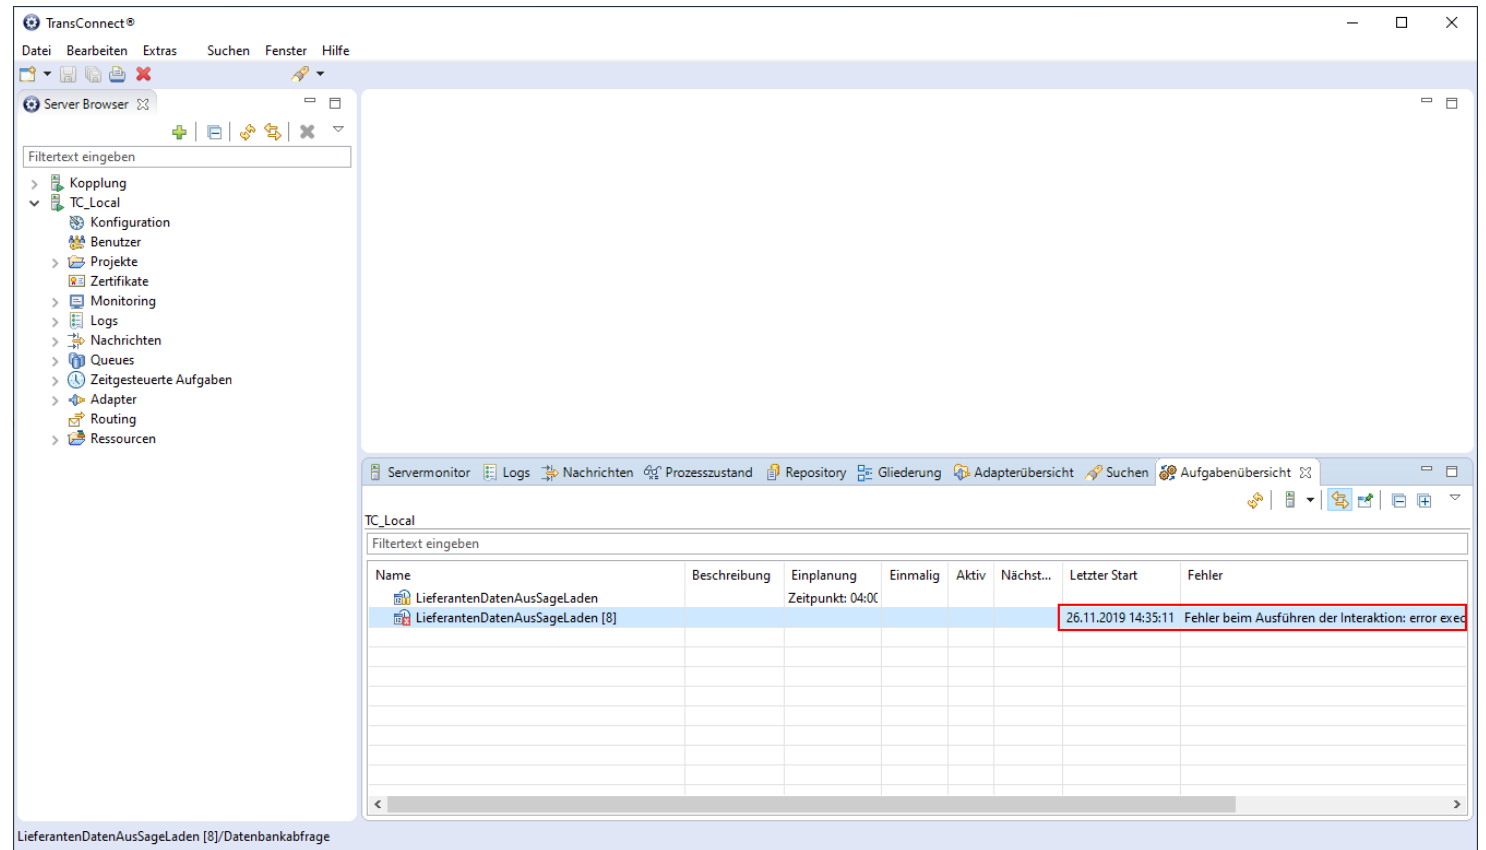 TransConnect®
Datei Bearbeiten Extras Suchen Fenster Hilfe
Server Browser
Filtertext eingeben
Kopplung
TC_Local
Konfiguration
Benutzer
Projekte
Zertifikate
Monitoring
Logs
Nachrichten
Queues
Zeitgesteuerte Aufgaben
Adapter
Routing
Ressourcen
Servermonitor Logs Nachrichten Prozesszustand Repository Gliederung Adapterübersicht Suchen Aufgabenübersicht
TC_Local
Filtertext eingeben
Name Beschreibung Einplanung Einmalig Aktiv Nächst... Letzter Start Fehler
LieferantenDatenAusSageLaden Zeitpunkt: 04:00
LieferantenDatenAusSageLaden [8] 26.11.2019 14:35:11 Fehler beim Ausführen der Interaktion: error exec
LieferantenDatenAusSageLaden [8]/Datenbankabfrage